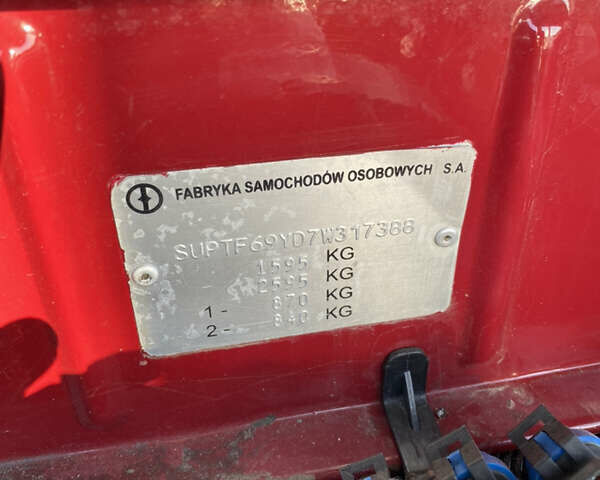 FABRYKA SAMOCHODÓW OSOBOWYCH S.A.
SUPTF69YD7W317388
1595 KG
2595 KG
1- 870 KG
2- 840 KG